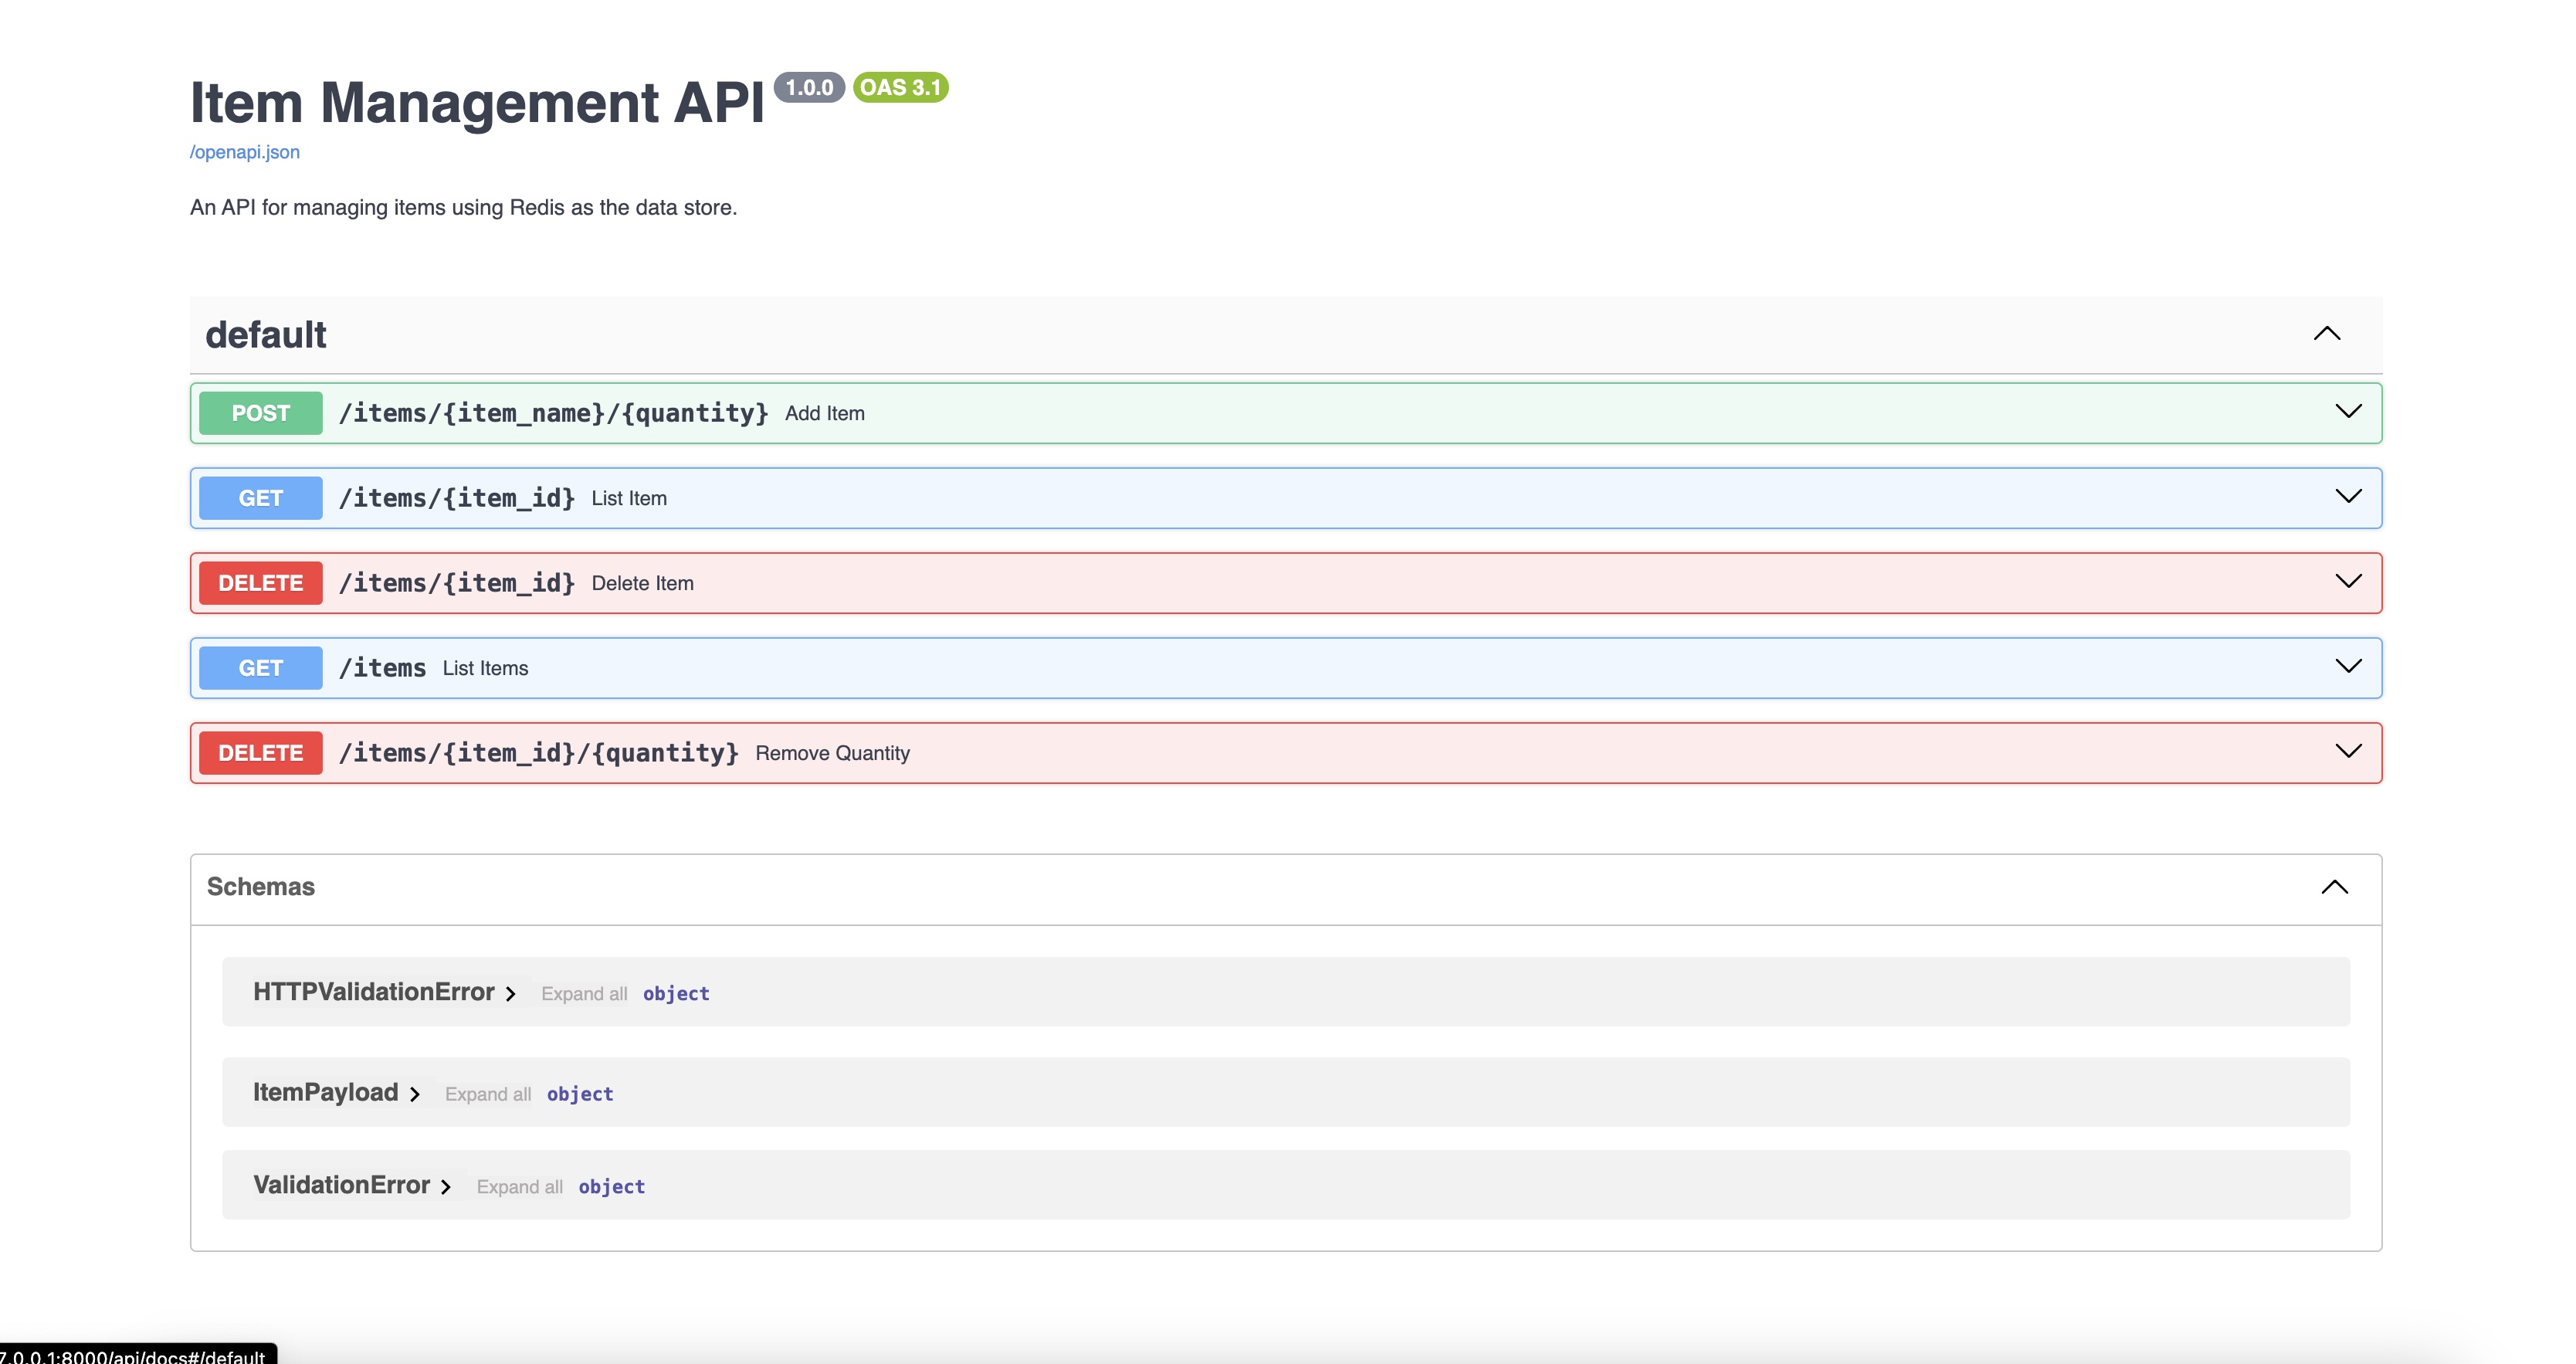 Item Management API 1.0.0 OAS 3.1
/openapi.json
An API for managing items using Redis as the data store.
default
POST /items/{item_name}/{quantity} Add Item
GET /items/{item_id} List Item
DELETE /items/{item_id} Delete Item
GET /items List Items
DELETE /items/{item_id}/{quantity} Remove Quantity
Schemas
HTTPValidationError Expand all object
ItemPayload Expand all object
ValidationError Expand all object
7.0.0.1:8000/api/docs#/default